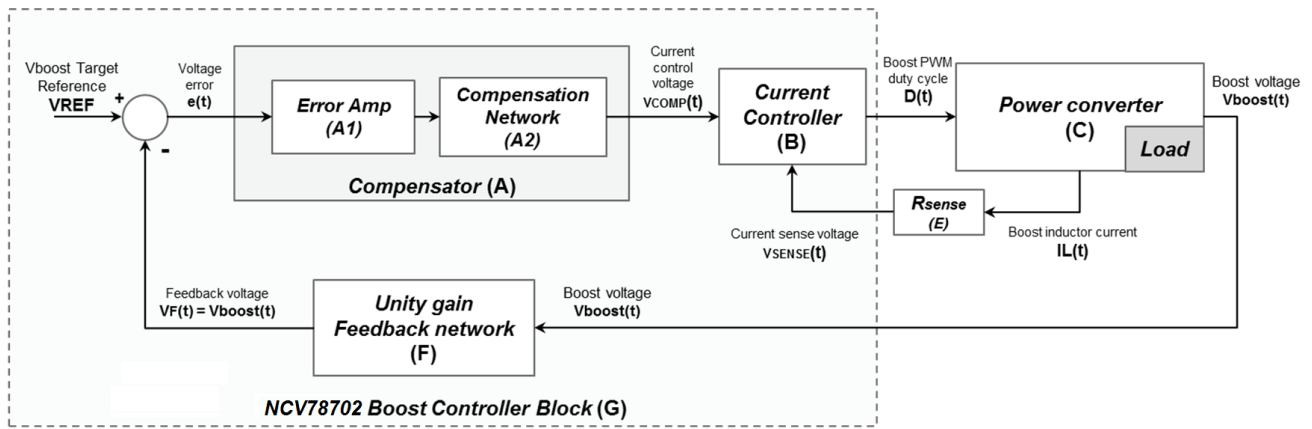 Vboost Target
Reference
VREF
+
-
Voltage
error
e(t)
Error Amp
(A1)
Compensation
Network
(A2)
Compensator (A)
Current
control
voltage
VCOMP(t)
Current
Controller
(B)
Boost PWM
duty cycle
D(t)
Power converter
(C)
Load
Boost voltage
Vboost(t)
Rsense
(E)
Current sense voltage
VSENSE(t)
Boost inductor current
IL(t)
Feedback voltage
VF(t) = Vboost(t)
Unity gain
Feedback network
(F)
Boost voltage
Vboost(t)
NCV78702 Boost Controller Block (G)